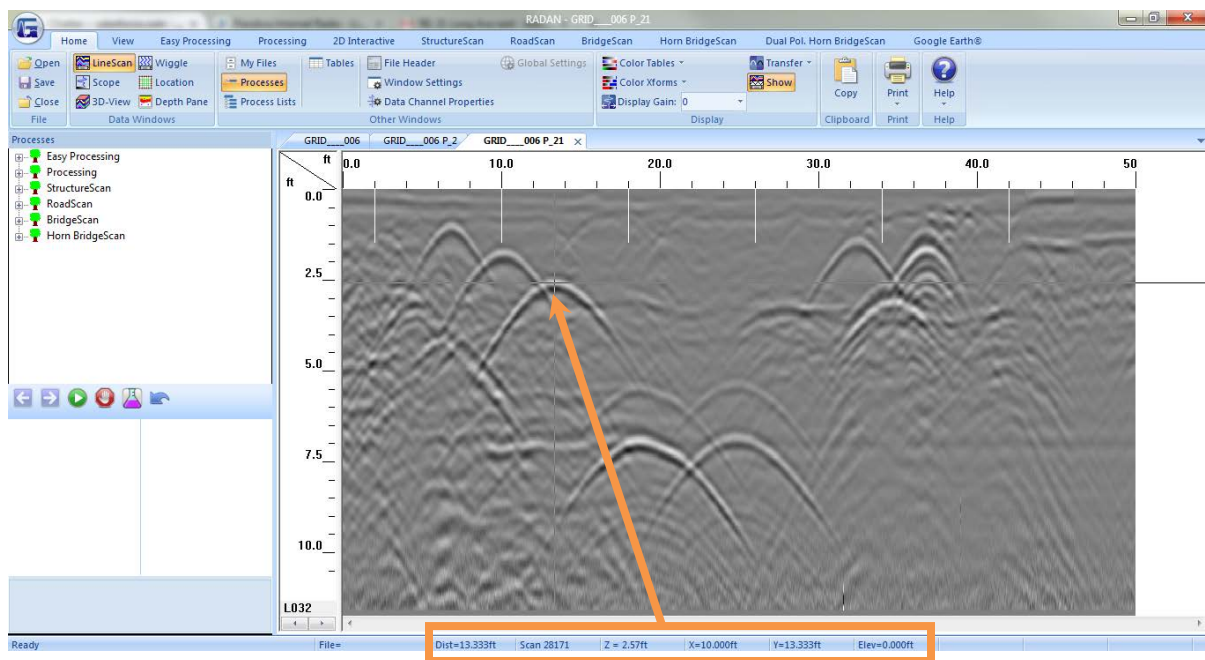 RADAN - GRID___006 P_21
Home View Easy Processing Processing 2D Interactive StructureScan RoadScan BridgeScan Horn BridgeScan Dual Pol. Horn BridgeScan Google Earth®
Open LineScan Wiggle My Files Tables File Header Global Settings Color Tables Transfer
Save Scope Location Processes Window Settings Color Xforms Show Copy Print Help
Close 3D-View Depth Pane Process Lists Data Channel Properties Display Gain: 0
File Data Windows Other Windows Display Clipboard Print Help
Processes GRID___006 GRID___006 P_2 GRID___006 P_21
Easy Processing
Processing
StructureScan
RoadScan
BridgeScan
Horn BridgeScan
ft 0.0 10.0 20.0 30.0 40.0 50
ft
0.0
2.5
5.0
7.5
10.0
L032
Ready File= Dist=13.333ft Scan 28171 Z = 2.57ft X=10.000ft Y=13.333ft Elev=0.000ft